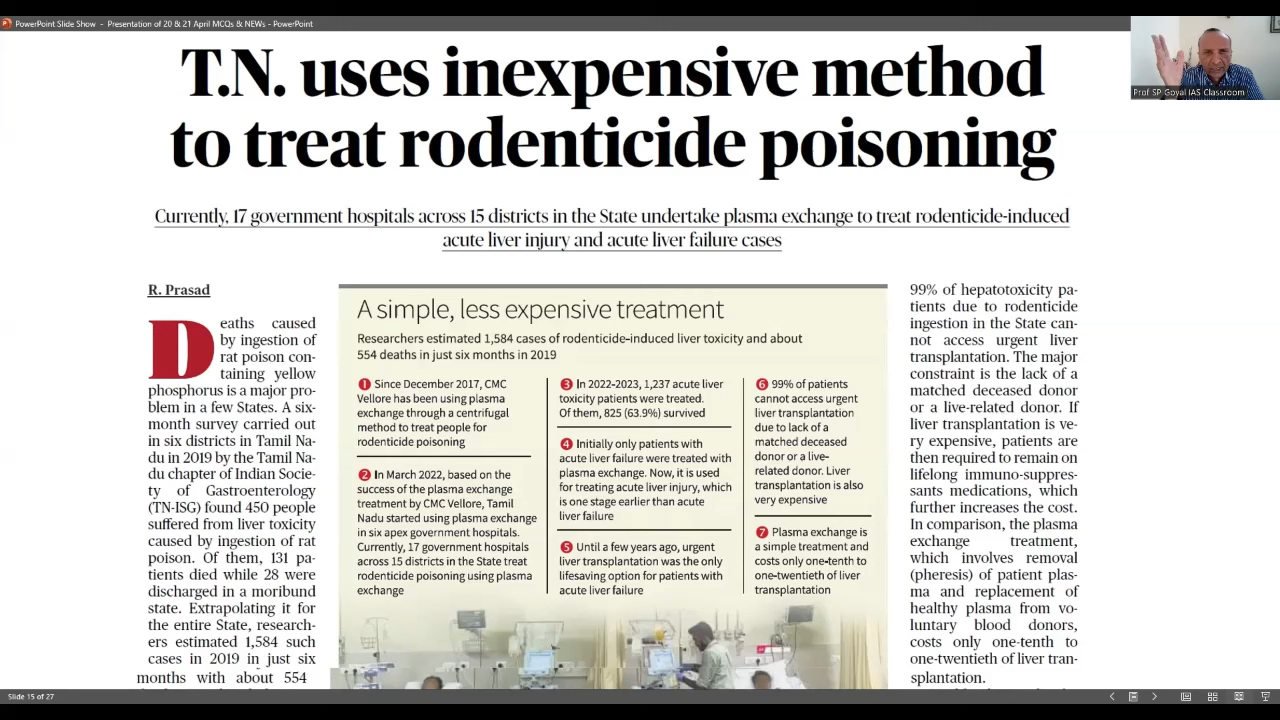 PowerPoint Slide Show - Presentation of 20 & 21 April MCQs & NEWs - PowerPoint
Prof SP Goyal IAS Classroom
T.N. uses inexpensive method
to treat rodenticide poisoning
Currently, 17 government hospitals across 15 districts in the State undertake plasma exchange to treat rodenticide-induced
acute liver injury and acute liver failure cases
R. Prasad
Deaths caused
by ingestion of
rat poison con-
taining yellow
phosphorus is a major pro-
blem in a few States. A six-
month survey carried out
in six districts in Tamil Na-
du in 2019 by the Tamil Na-
du chapter of Indian Socie-
ty of Gastroenterology
(TN-ISG) found 450 people
suffered from liver toxicity
caused by ingestion of rat
poison. Of them, 131 pa-
tients died while 28 were
discharged in a moribund
state. Extrapolating it for
the entire State, research-
ers estimated 1,584 such
cases in 2019 in just six
months with about 554
A simple, less expensive treatment
Researchers estimated 1,584 cases of rodenticide-induced liver toxicity and about
554 deaths in just six months in 2019
1 Since December 2017, CMC
Vellore has been using plasma
exchange through a centrifugal
method to treat people for
rodenticide poisoning
2 In March 2022, based on the
success of the plasma exchange
treatment by CMC Vellore, Tamil
Nadu started using plasma exchange
in six apex government hospitals.
Currently, 17 government hospitals
across 15 districts in the State treat
rodenticide poisoning using plasma
exchange
3 In 2022-2023, 1,237 acute liver
toxicity patients were treated.
Of them, 825 (63.9%) survived
4 Initially only patients with
acute liver failure were treated with
plasma exchange. Now, it is used
for treating acute liver injury, which
is one stage earlier than acute
liver failure
5 Until a few years ago, urgent
liver transplantation was the only
lifesaving option for patients with
acute liver failure
6 99% of patients
cannot access urgent
liver transplantation
due to lack of a
matched deceased
donor or a live-
related donor. Liver
transplantation is also
very expensive
7 Plasma exchange is
a simple treatment and
costs only one-tenth to
one-twentieth of liver
transplantation
99% of hepatotoxicity pa-
tients due to rodenticide
ingestion in the State can-
not access urgent liver
transplantation. The major
constraint is the lack of a
matched deceased donor
or a live-related donor. If
liver transplantation is ve-
ry expensive, patients are
then required to remain on
lifelong immuno-suppres-
sants medications, which
further increases the cost.
In comparison, the plasma
exchange treatment,
which involves removal
(pheresis) of patient plas-
ma and replacement of
healthy plasma from vo-
luntary blood donors,
costs only one-tenth to
one-twentieth of liver tran-
splantation.
Slide 15 of 27